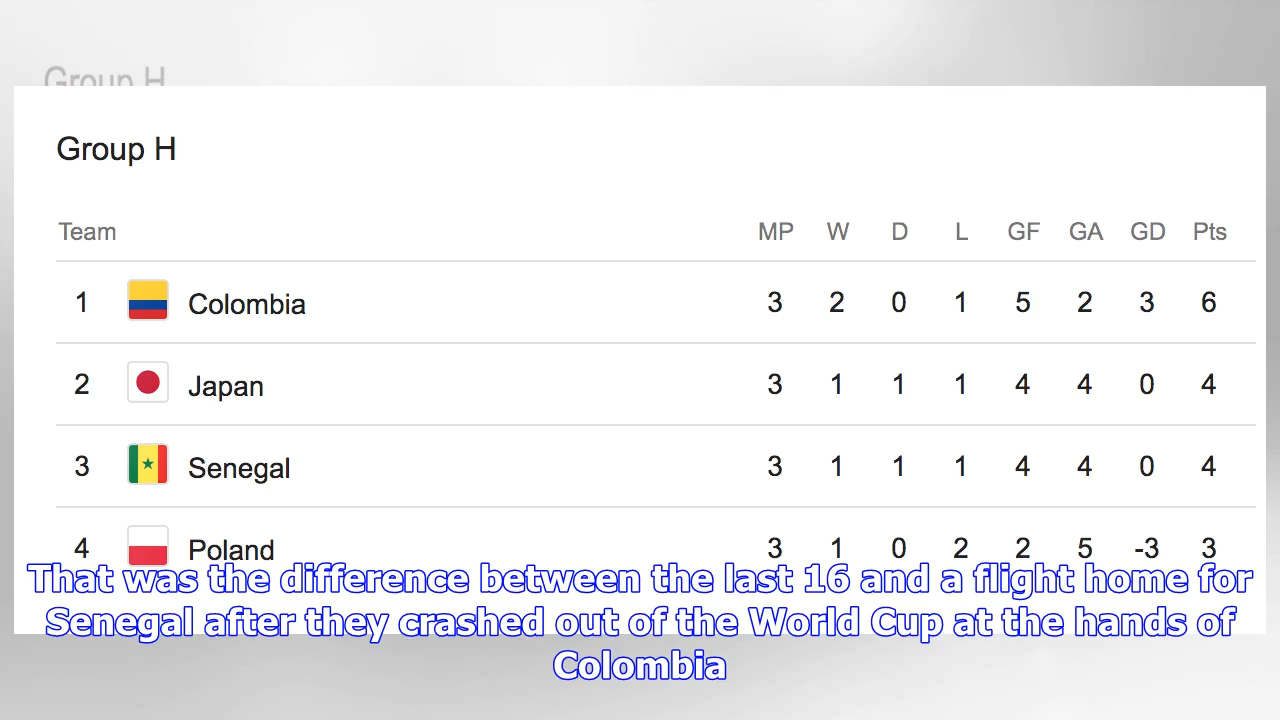 Group H
Group H
Team MP W D L GF GA GD Pts
1 Colombia 3 2 0 1 5 2 3 6
2 Japan 3 1 1 1 4 4 0 4
3 Senegal 3 1 1 1 4 4 0 4
4 Poland 3 1 0 2 2 5 -3 3
That was the difference between the last 16 and a flight home for
Senegal after they crashed out of the World Cup at the hands of
Colombia